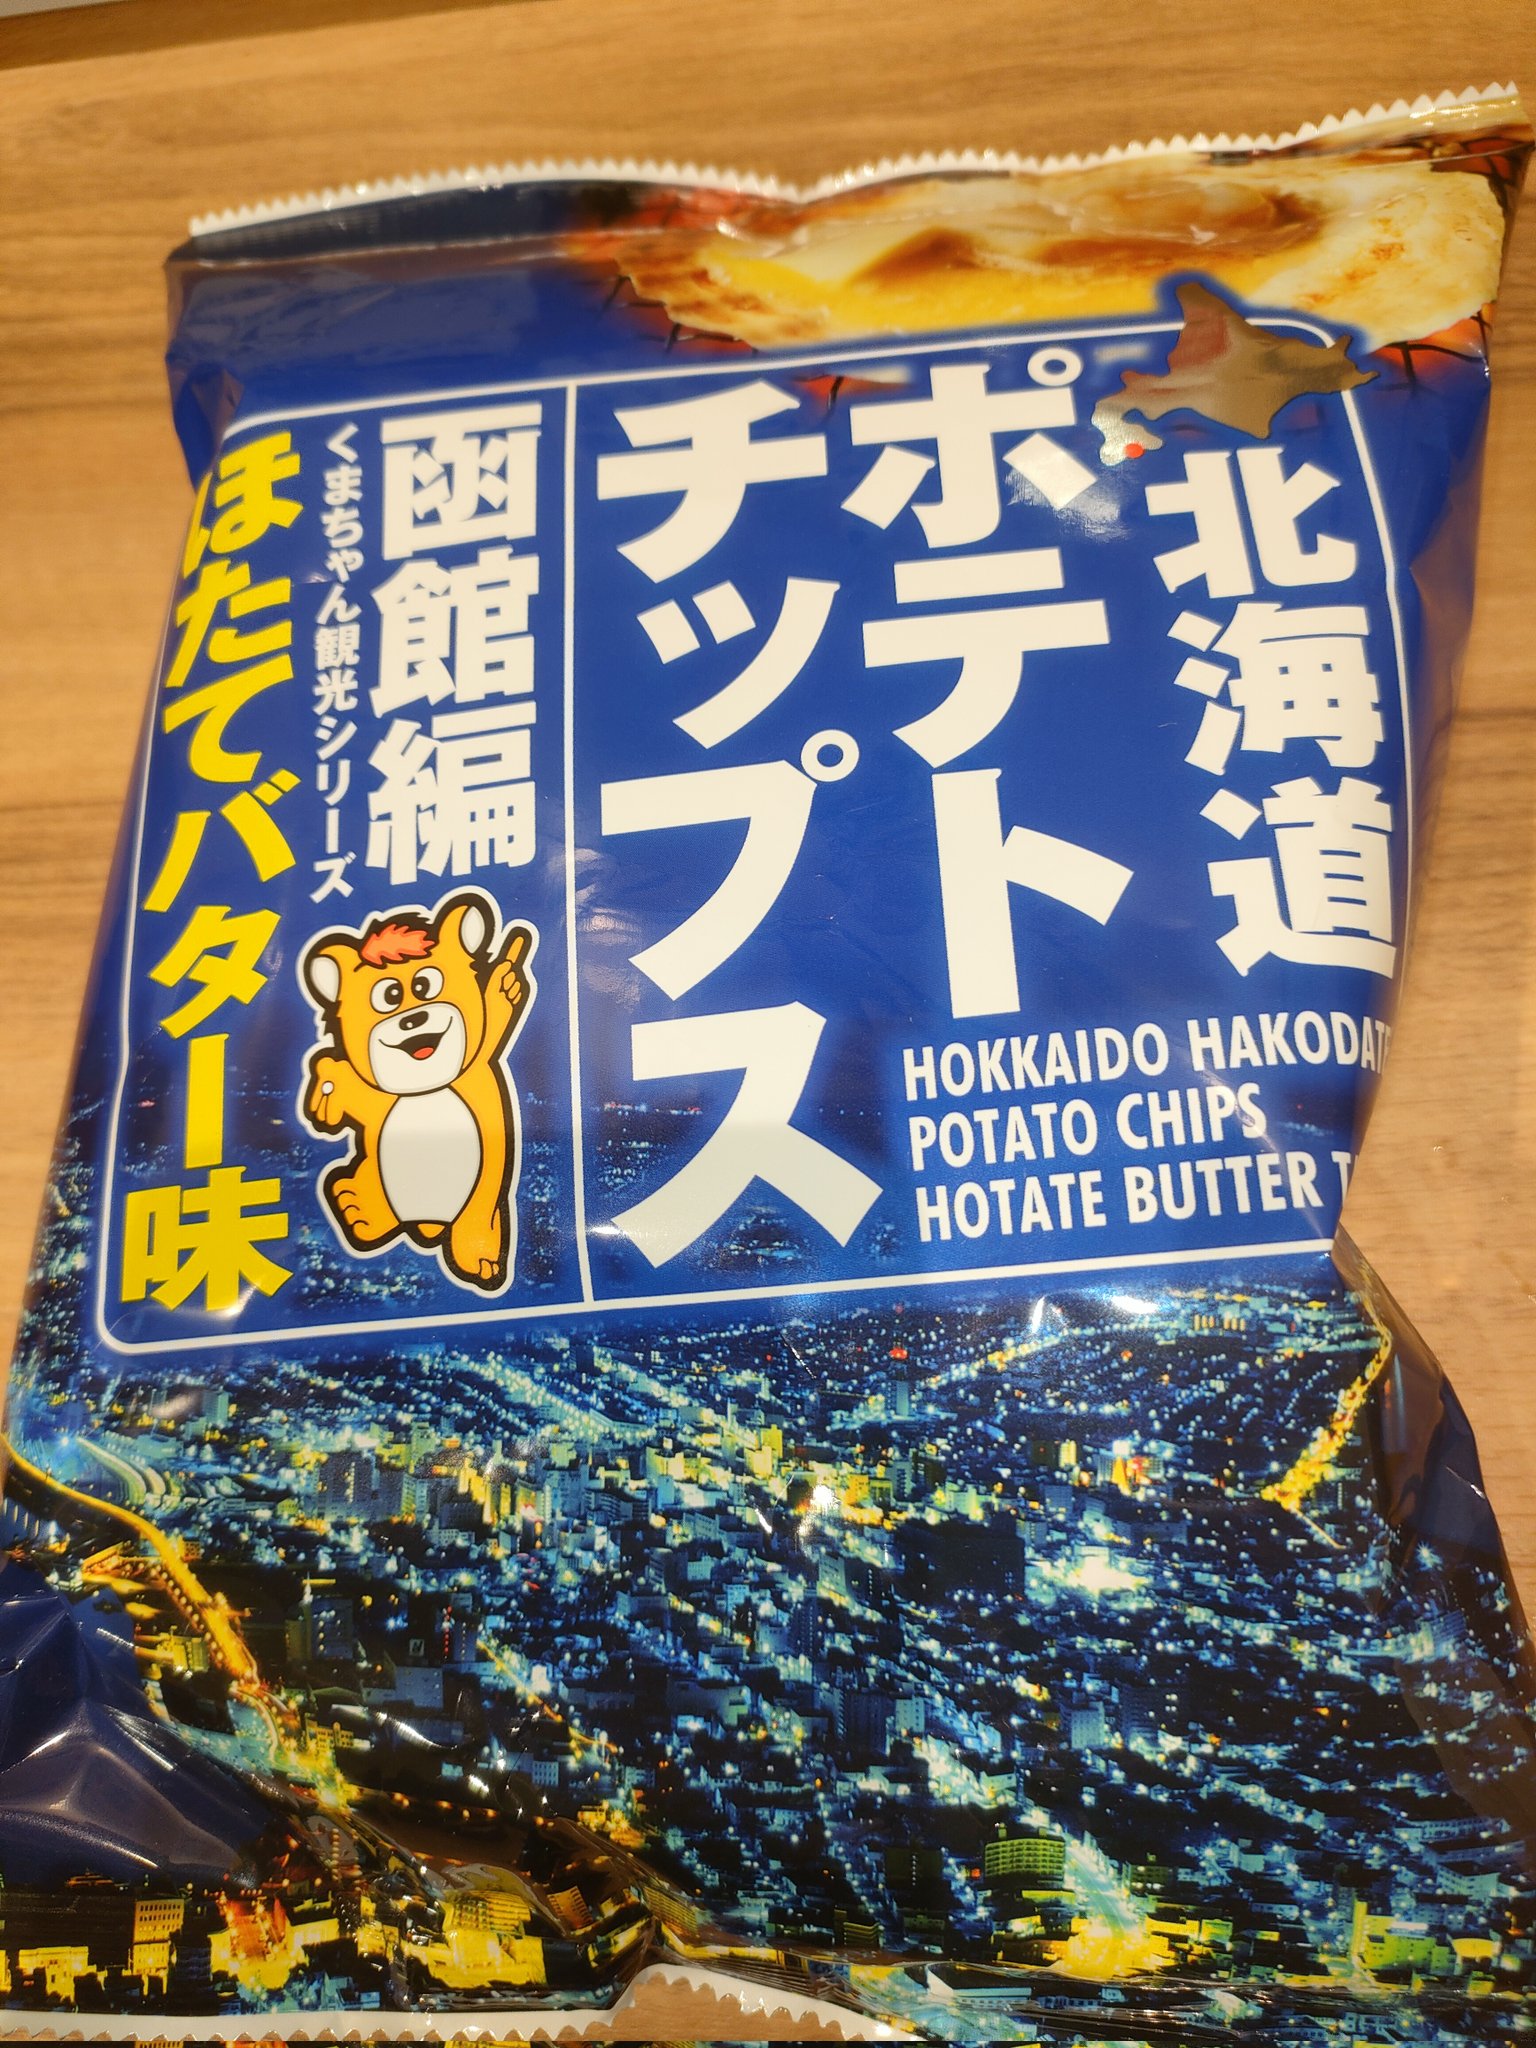 北海道
ポテト
チップス
HOKKAIDO HAKODATE
POTATO CHIPS
HOTATE BUTTER
函館編
くまちゃん観光シリーズ
ほたてバター味